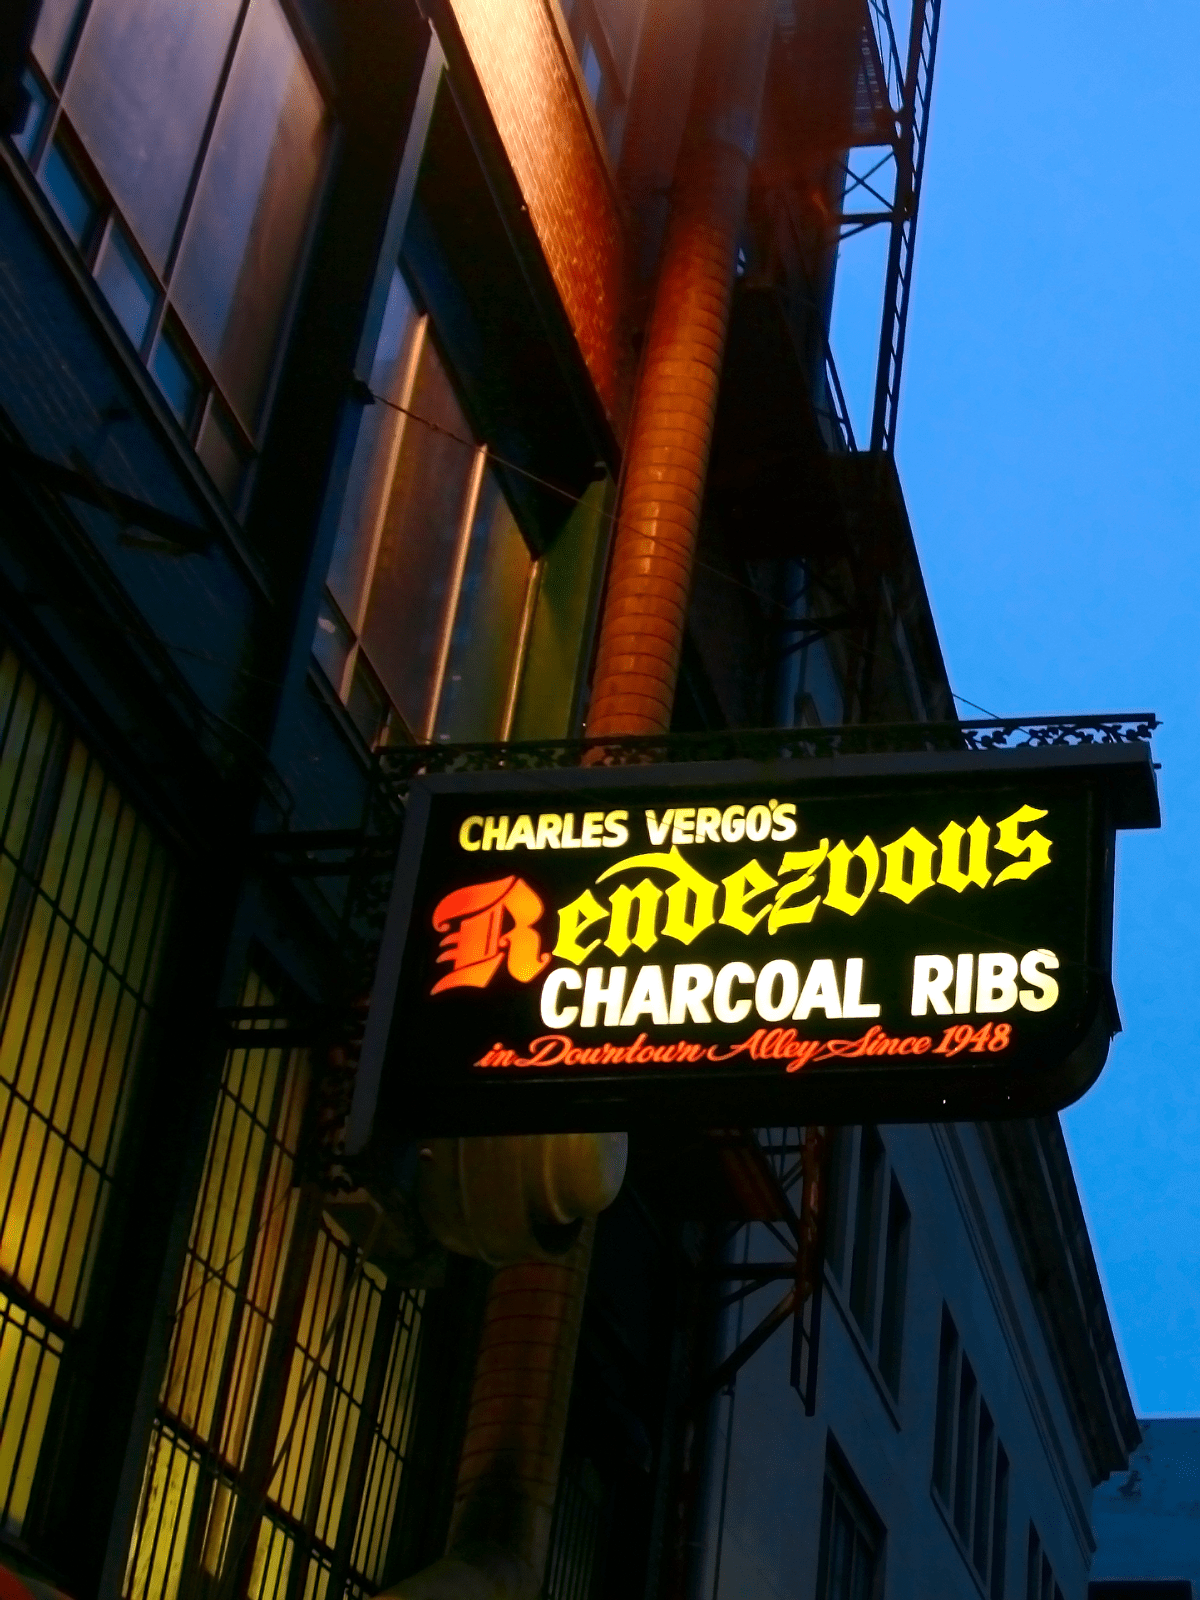 CHARLES VERGO'S
Rendezvous
CHARCOAL RIBS
in Downtown Alley Since 1948